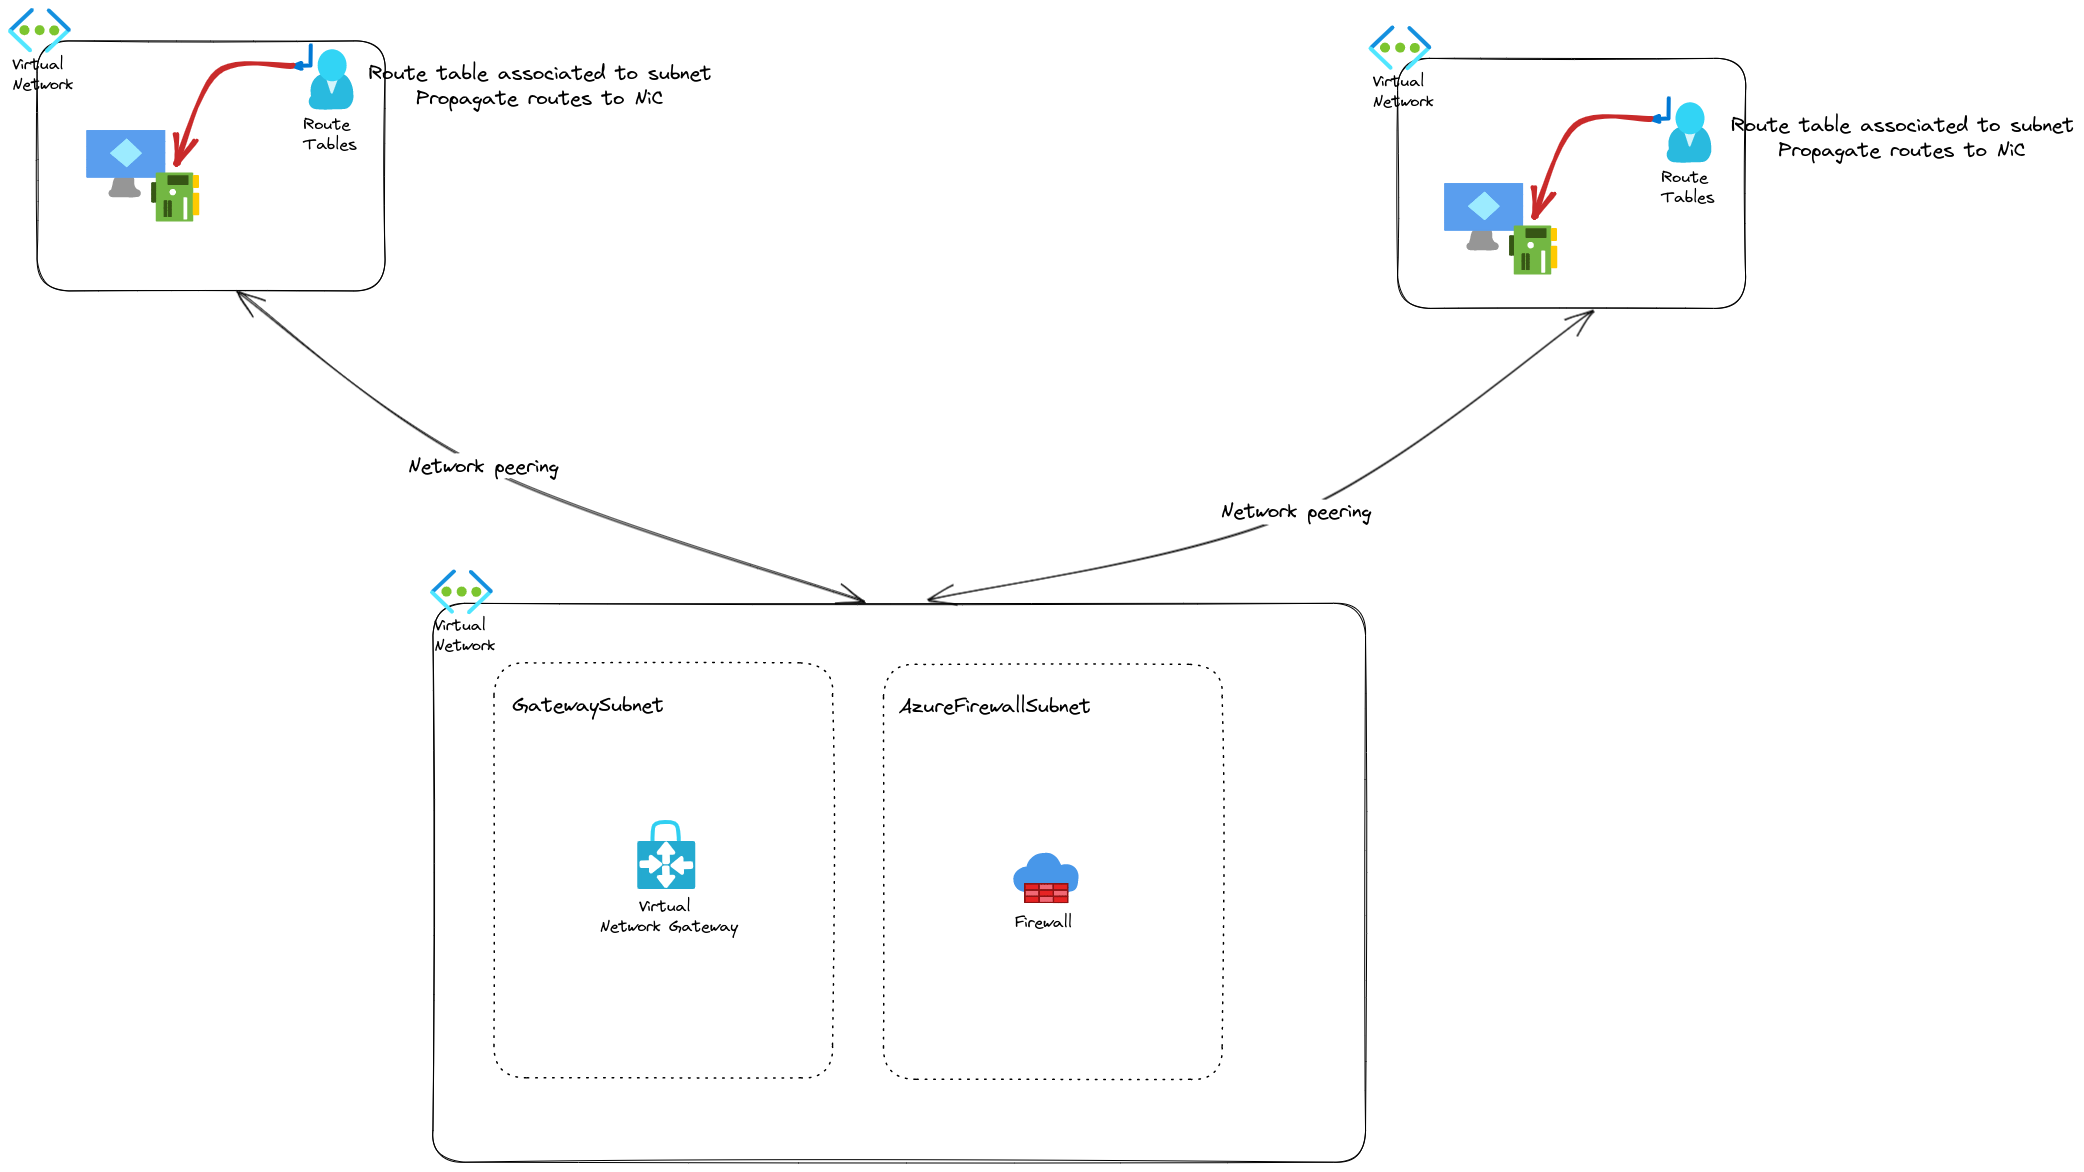 Virtual
Network
Route
Tables
Route table associated to subnet
Propagate routes to NiC
Virtual
Network
Route
Tables
Route table associated to subnet
Propagate routes to NiC
Network peering
Network peering
Virtual
Network
GatewaySubnet
Virtual
Network Gateway
AzureFirewallSubnet
Firewall